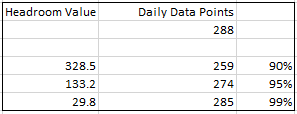 Headroom Value Daily Data Points
288
328.5 259 90%
133.2 274 95%
29.8 285 99%